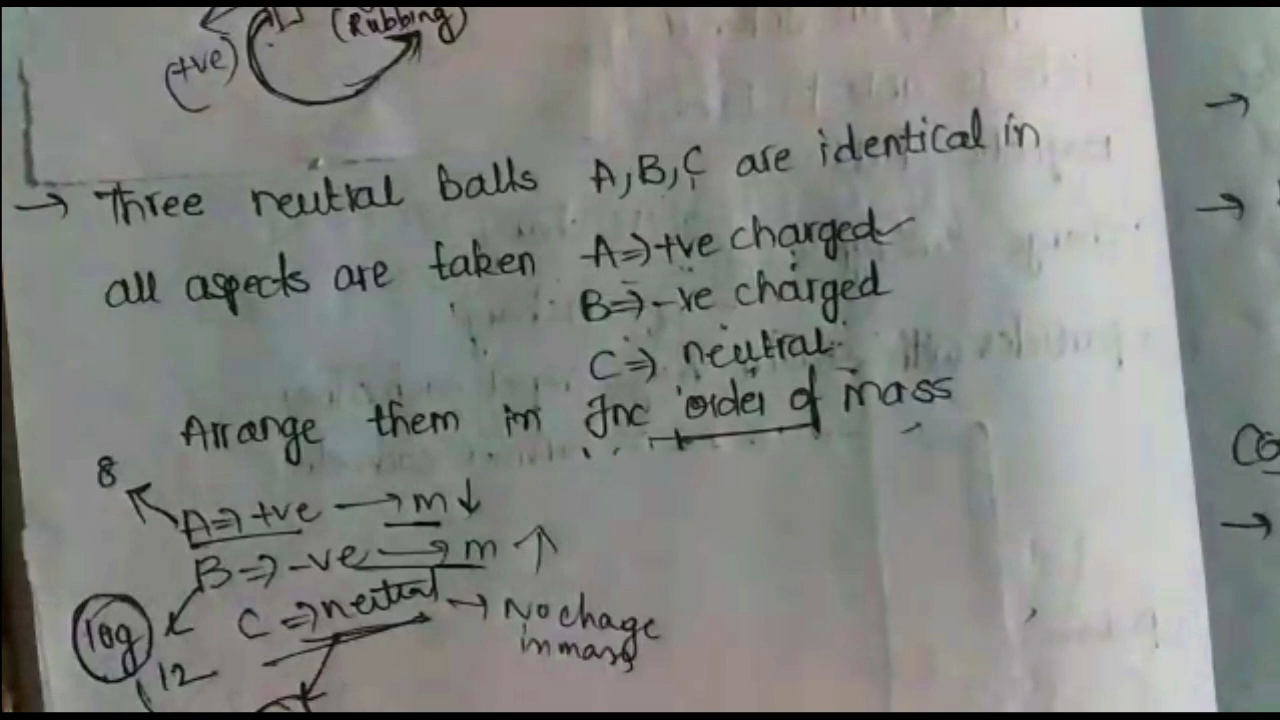 (Rubbing)
(+ve)
→ Three neutral balls A, B, C are identical in
all aspects are taken A⇒+ve charged
B⇒-ve charged
C⇒ neutral.
Arrange them in Inc order of mass
8
A⇒+ve → m↓
B⇒-ve → m ↑
C⇒neutral → No chage
in mass
10g
12
→
→
→